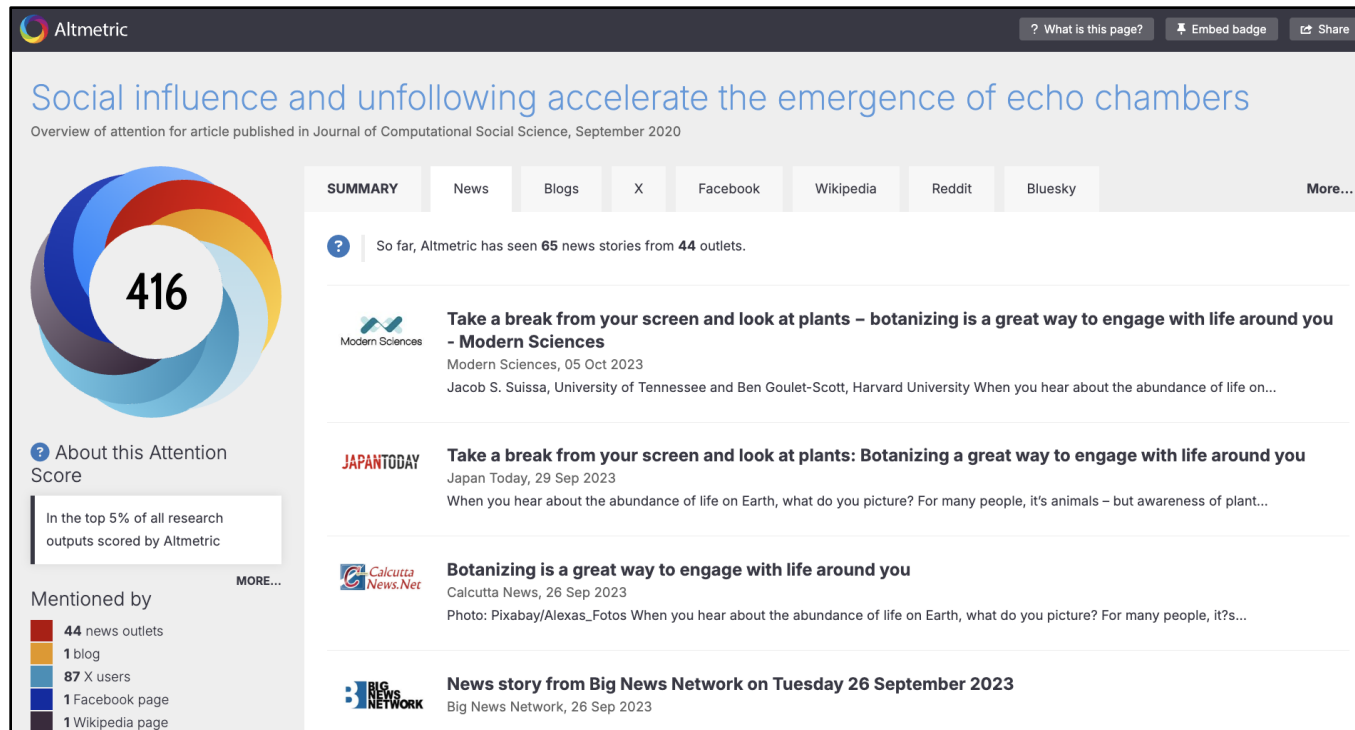 Altmetric
? What is this page?
Embed badge
Share
Social influence and unfollowing accelerate the emergence of echo chambers
Overview of attention for article published in Journal of Computational Social Science, September 2020
416
SUMMARY
News
Blogs
X
Facebook
Wikipedia
Reddit
Bluesky
More...
? So far, Altmetric has seen 65 news stories from 44 outlets.
Modern Sciences
Take a break from your screen and look at plants – botanizing is a great way to engage with life around you
- Modern Sciences
Modern Sciences, 05 Oct 2023
Jacob S. Suissa, University of Tennessee and Ben Goulet-Scott, Harvard University When you hear about the abundance of life on...
JAPANTODAY
Take a break from your screen and look at plants: Botanizing a great way to engage with life around you
Japan Today, 29 Sep 2023
When you hear about the abundance of life on Earth, what do you picture? For many people, it's animals – but awareness of plant...
Calcutta
News.Net
Botanizing is a great way to engage with life around you
Calcutta News, 26 Sep 2023
Photo: Pixabay/Alexas_Fotos When you hear about the abundance of life on Earth, what do you picture? For many people, it?s...
BIG
NEWS
NETWORK
News story from Big News Network on Tuesday 26 September 2023
Big News Network, 26 Sep 2023
? About this Attention
Score
In the top 5% of all research
outputs scored by Altmetric
MORE...
Mentioned by
44 news outlets
1 blog
87 X users
1 Facebook page
1 Wikipedia page